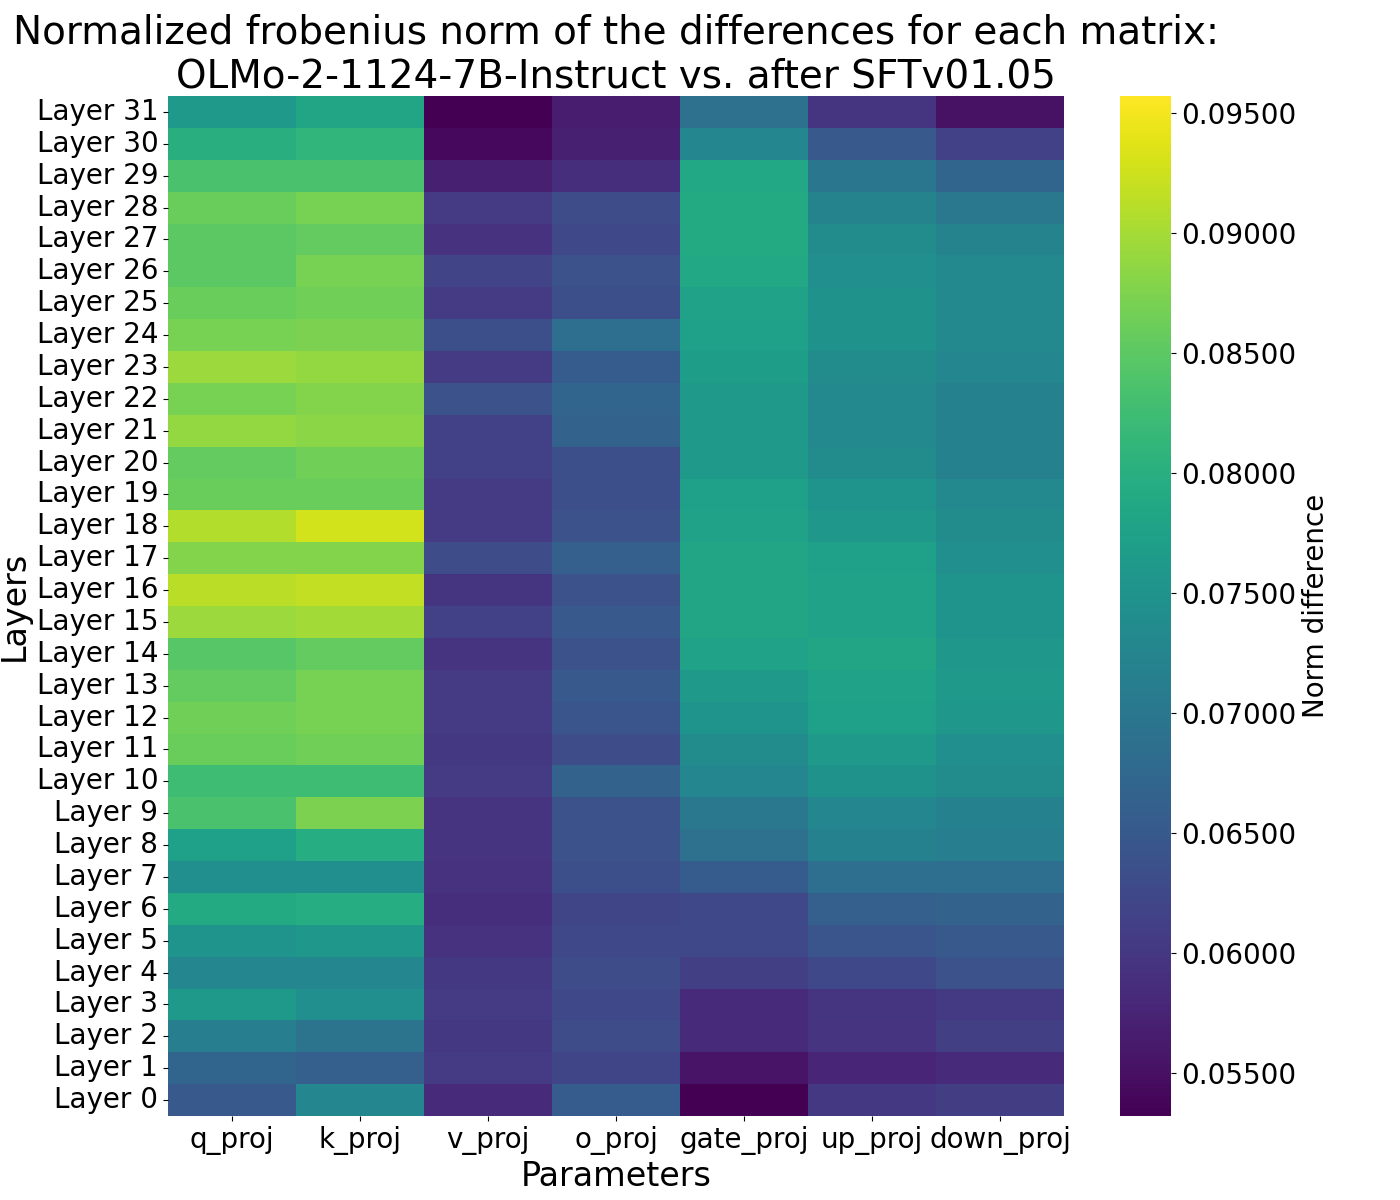 Normalized frobenius norm of the differences for each matrix:
OLMo-2-1124-7B-Instruct vs. after SFTv01.05
Layers
Layer 31
Layer 30
Layer 29
Layer 28
Layer 27
Layer 26
Layer 25
Layer 24
Layer 23
Layer 22
Layer 21
Layer 20
Layer 19
Layer 18
Layer 17
Layer 16
Layer 15
Layer 14
Layer 13
Layer 12
Layer 11
Layer 10
Layer 9
Layer 8
Layer 7
Layer 6
Layer 5
Layer 4
Layer 3
Layer 2
Layer 1
Layer 0
q_proj k_proj v_proj o_proj gate_proj up_proj down_proj
Parameters
0.09500
0.09000
0.08500
0.08000
0.07500
0.07000
0.06500
0.06000
0.05500
Norm difference